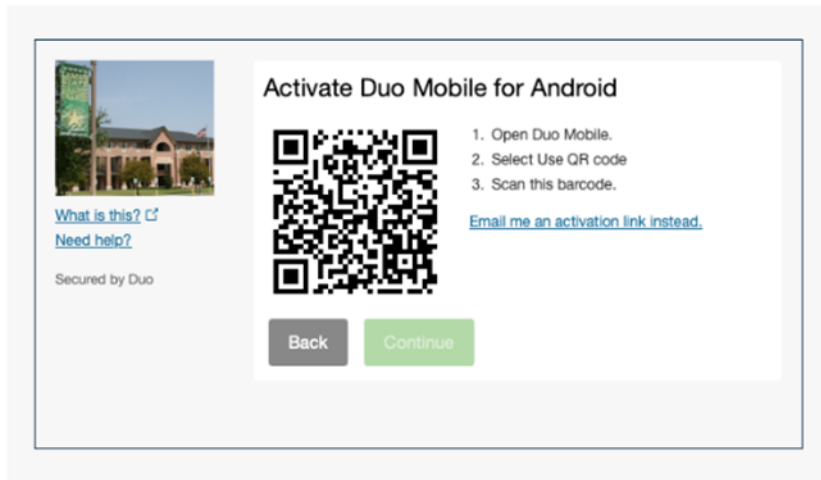 Activate Duo Mobile for Android
1. Open Duo Mobile.
2. Select Use QR code
3. Scan this barcode.
Email me an activation link instead.
What is this?
Need help?
Secured by Duo
Back
Continue